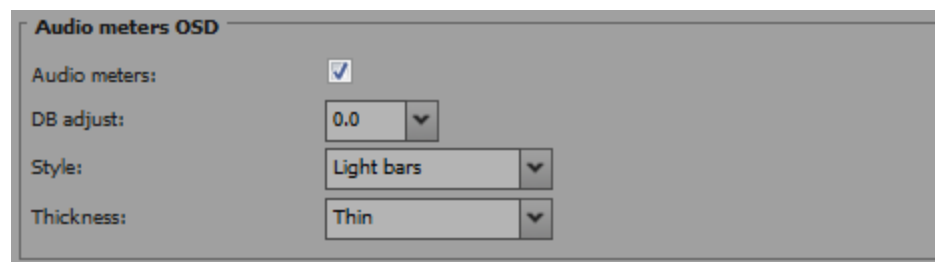 Audio meters OSD
Audio meters:
DB adjust: 0.0
Style: Light bars
Thickness: Thin